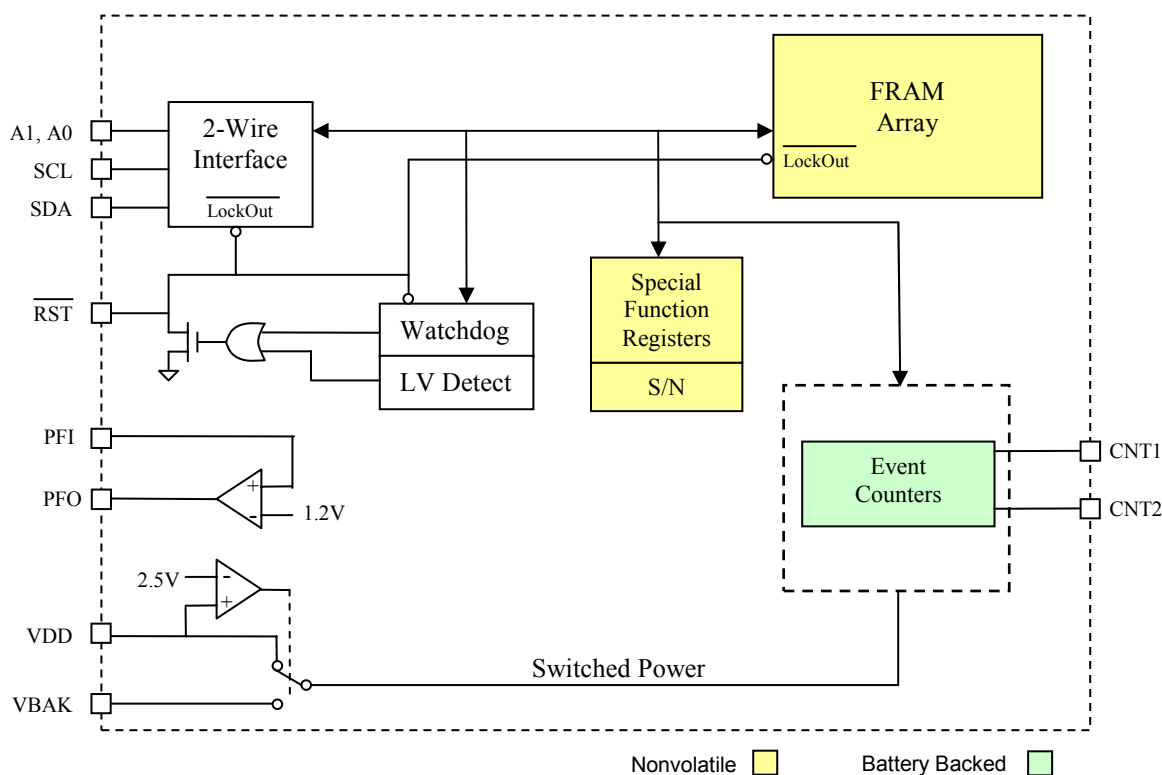 A1, A0
SCL
SDA
2-Wire
Interface
LockOut
FRAM
Array
LockOut
RST
Watchdog
LV Detect
Special
Function
Registers
S/N
PFI
PFO
+
-
1.2V
Event
Counters
CNT1
CNT2
2.5V
-
+
VDD
VBAK
Switched Power
Nonvolatile
Battery Backed